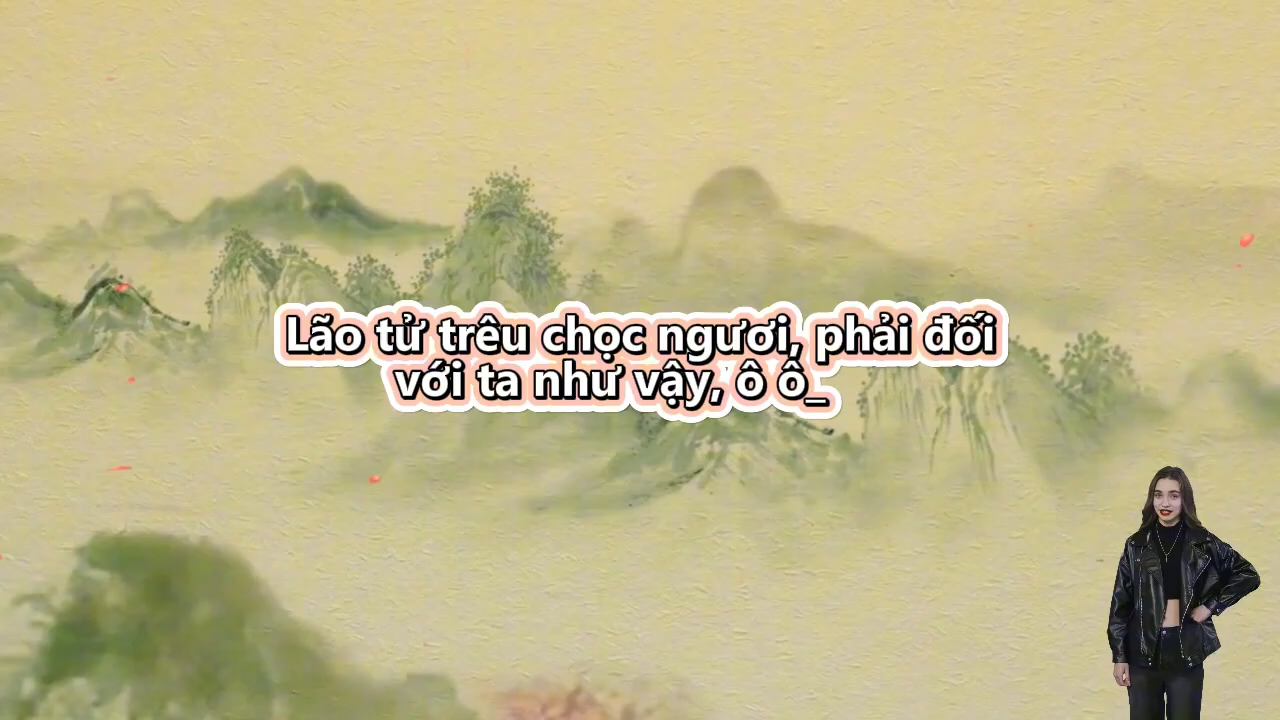 Lão tử trêu chọc ngươi, phải đối
với ta như vậy, ô ô_